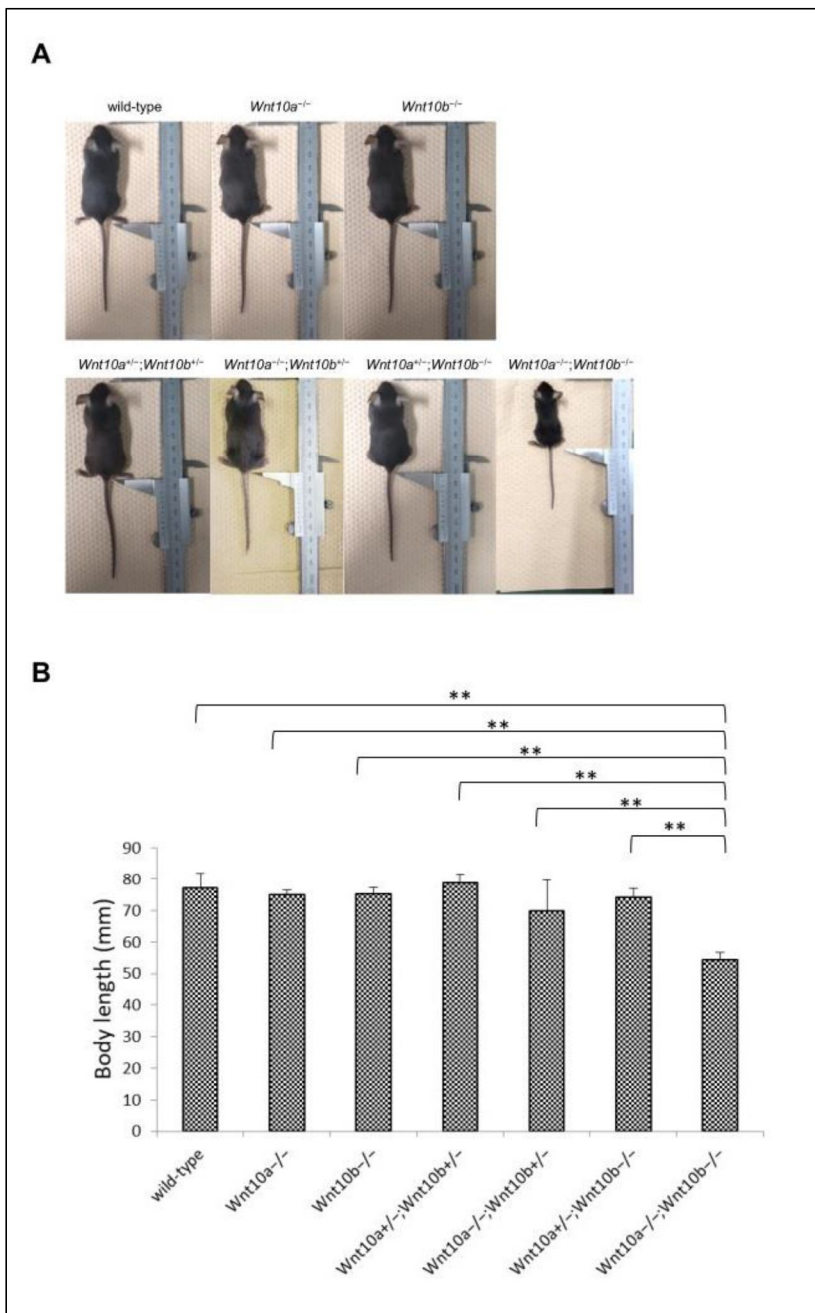 A
wild-type Wnt10a⁻/⁻ Wnt10b⁻/⁻
Wnt10a⁺/⁻;Wnt10b⁺/⁻ Wnt10a⁻/⁻;Wnt10b⁺/⁻ Wnt10a⁺/⁻;Wnt10b⁻/⁻ Wnt10a⁻/⁻;Wnt10b⁻/⁻
B
**
**
**
**
**
**
90
80
70
60
50
40
30
20
10
0
Body length (mm)
wild-type
Wnt10a−/−
Wnt10b−/−
Wnt10a+/−;Wnt10b+/−
Wnt10a−/−;Wnt10b+/−
Wnt10a+/−;Wnt10b−/−
Wnt10a−/−;Wnt10b−/−